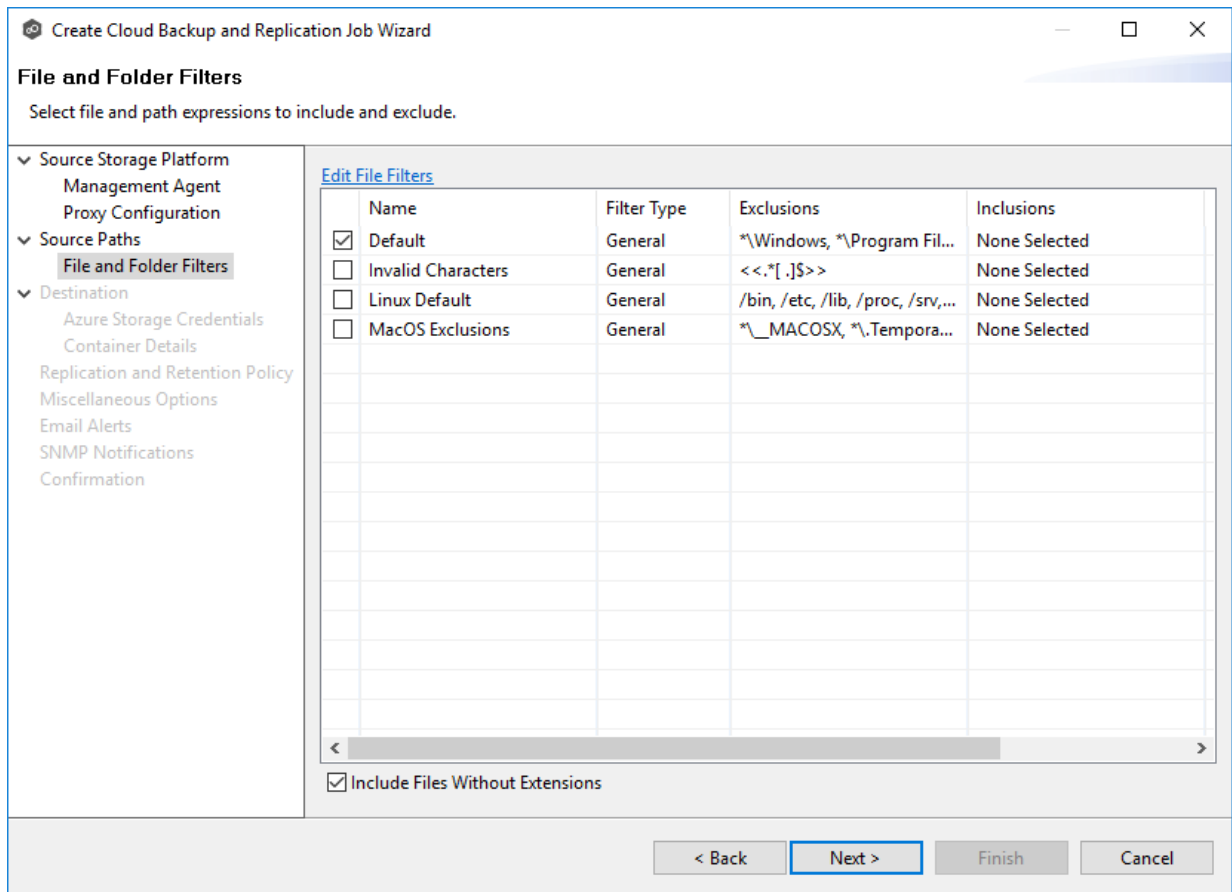 Create Cloud Backup and Replication Job Wizard
File and Folder Filters
Select file and path expressions to include and exclude.
Source Storage Platform
Management Agent
Proxy Configuration
Source Paths
File and Folder Filters
Destination
Azure Storage Credentials
Container Details
Replication and Retention Policy
Miscellaneous Options
Email Alerts
SNMP Notifications
Confirmation
Edit File Filters
Name Filter Type Exclusions Inclusions
Default General *\Windows, *\Program Fil... None Selected
Invalid Characters General <<.*[ .]$>> None Selected
Linux Default General /bin, /etc, /lib, /proc, /srv,... None Selected
MacOS Exclusions General *\__MACOSX, *\.Tempora... None Selected
Include Files Without Extensions
< Back Next > Finish Cancel